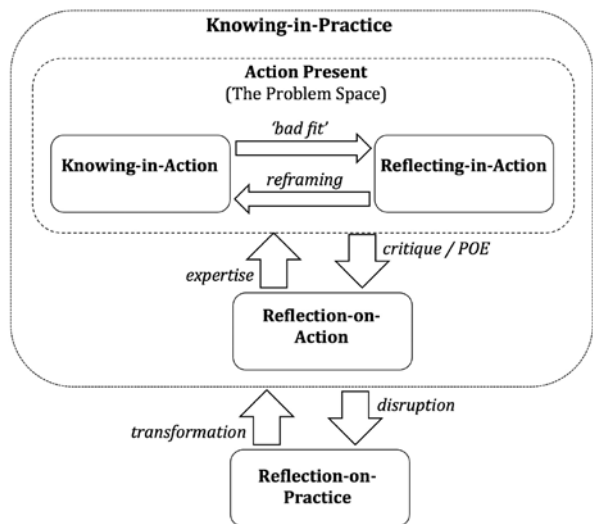 Knowing-in-Practice
Action Present
(The Problem Space)
'bad fit'
Knowing-in-Action
Reflecting-in-Action
reframing
critique / POE
expertise
Reflection-on-
Action
disruption
transformation
Reflection-on-
Practice